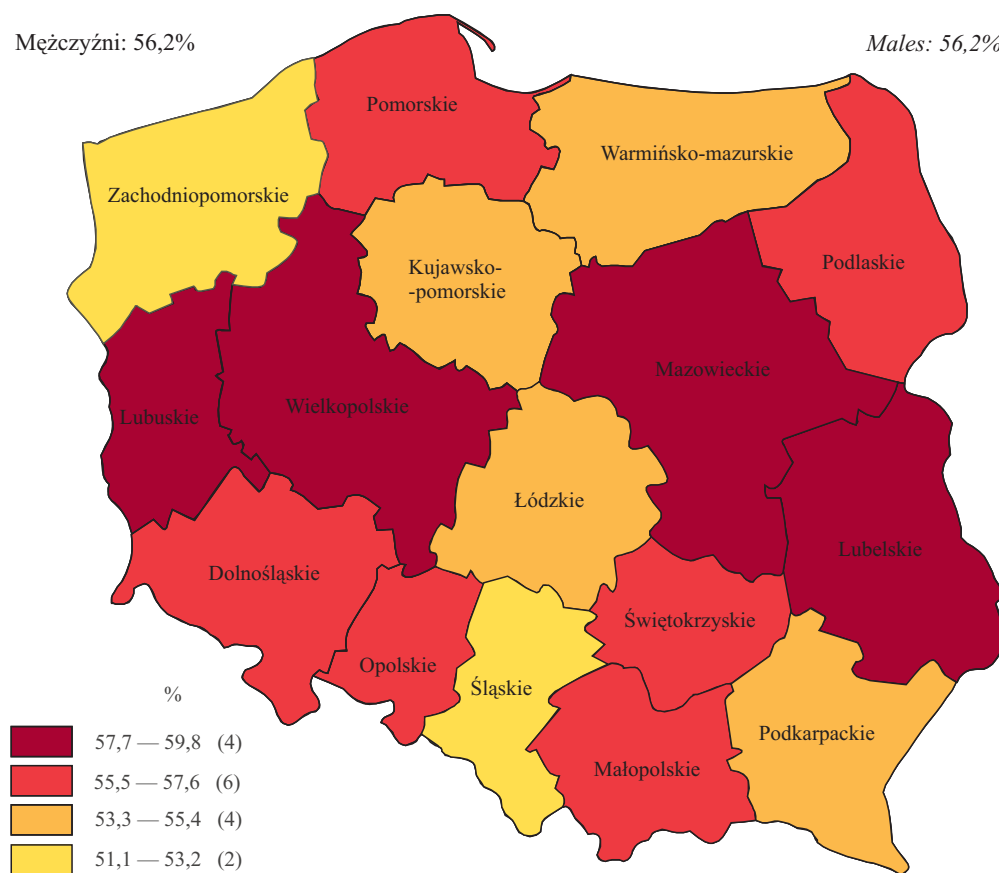 Mężczyźni: 56,2%
Males: 56,2%
Pomorskie
Warmińsko-mazurskie
Zachodniopomorskie
Podlaskie
Kujawsko-
-pomorskie
Mazowieckie
Wielkopolskie
Lubuskie
Łódzkie
Lubelskie
Dolnośląskie
Świętokrzyskie
Opolskie
Śląskie
Podkarpackie
Małopolskie
%
57,7 — 59,8 (4)
55,5 — 57,6 (6)
53,3 — 55,4 (4)
51,1 — 53,2 (2)